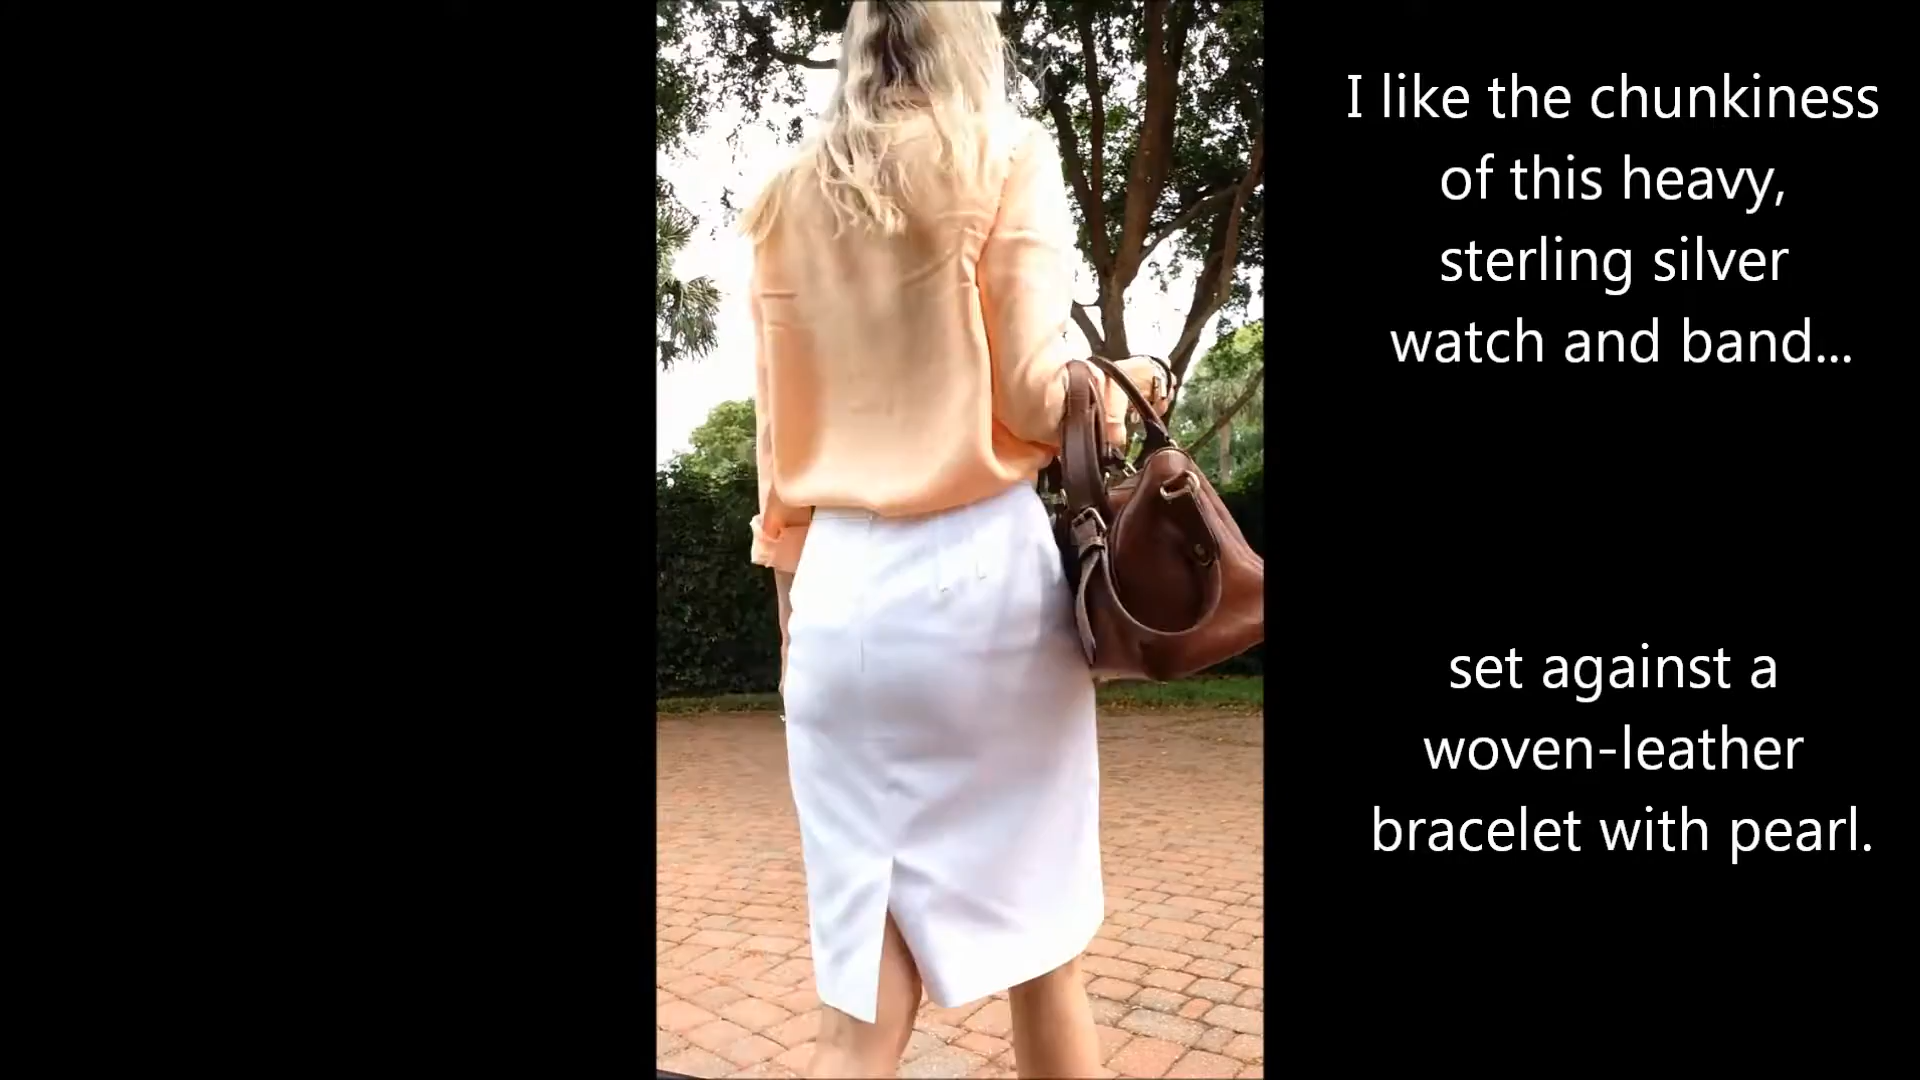 I like the chunkiness
of this heavy,
sterling silver
watch and band...
set against a
woven-leather
bracelet with pearl.